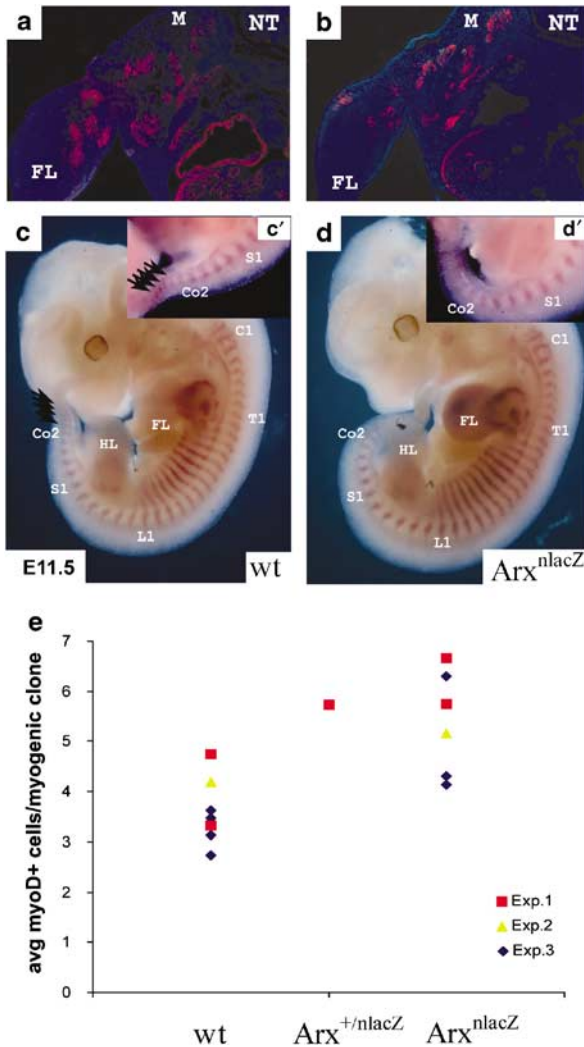 a
M
NT
FL
b
M
NT
FL
c
c′
S1
Co2
C1
Co2
HL
FL
T1
S1
L1
E11.5
wt
d
d′
Co2
S1
C1
Co2
HL
FL
T1
S1
L1
Arx^nlacZ
e
avg myoD+ cells/myogenic clone
7
6
5
4
3
2
1
0
Exp.1
Exp.2
Exp.3
wt
Arx^+/nlacZ
Arx^nlacZ